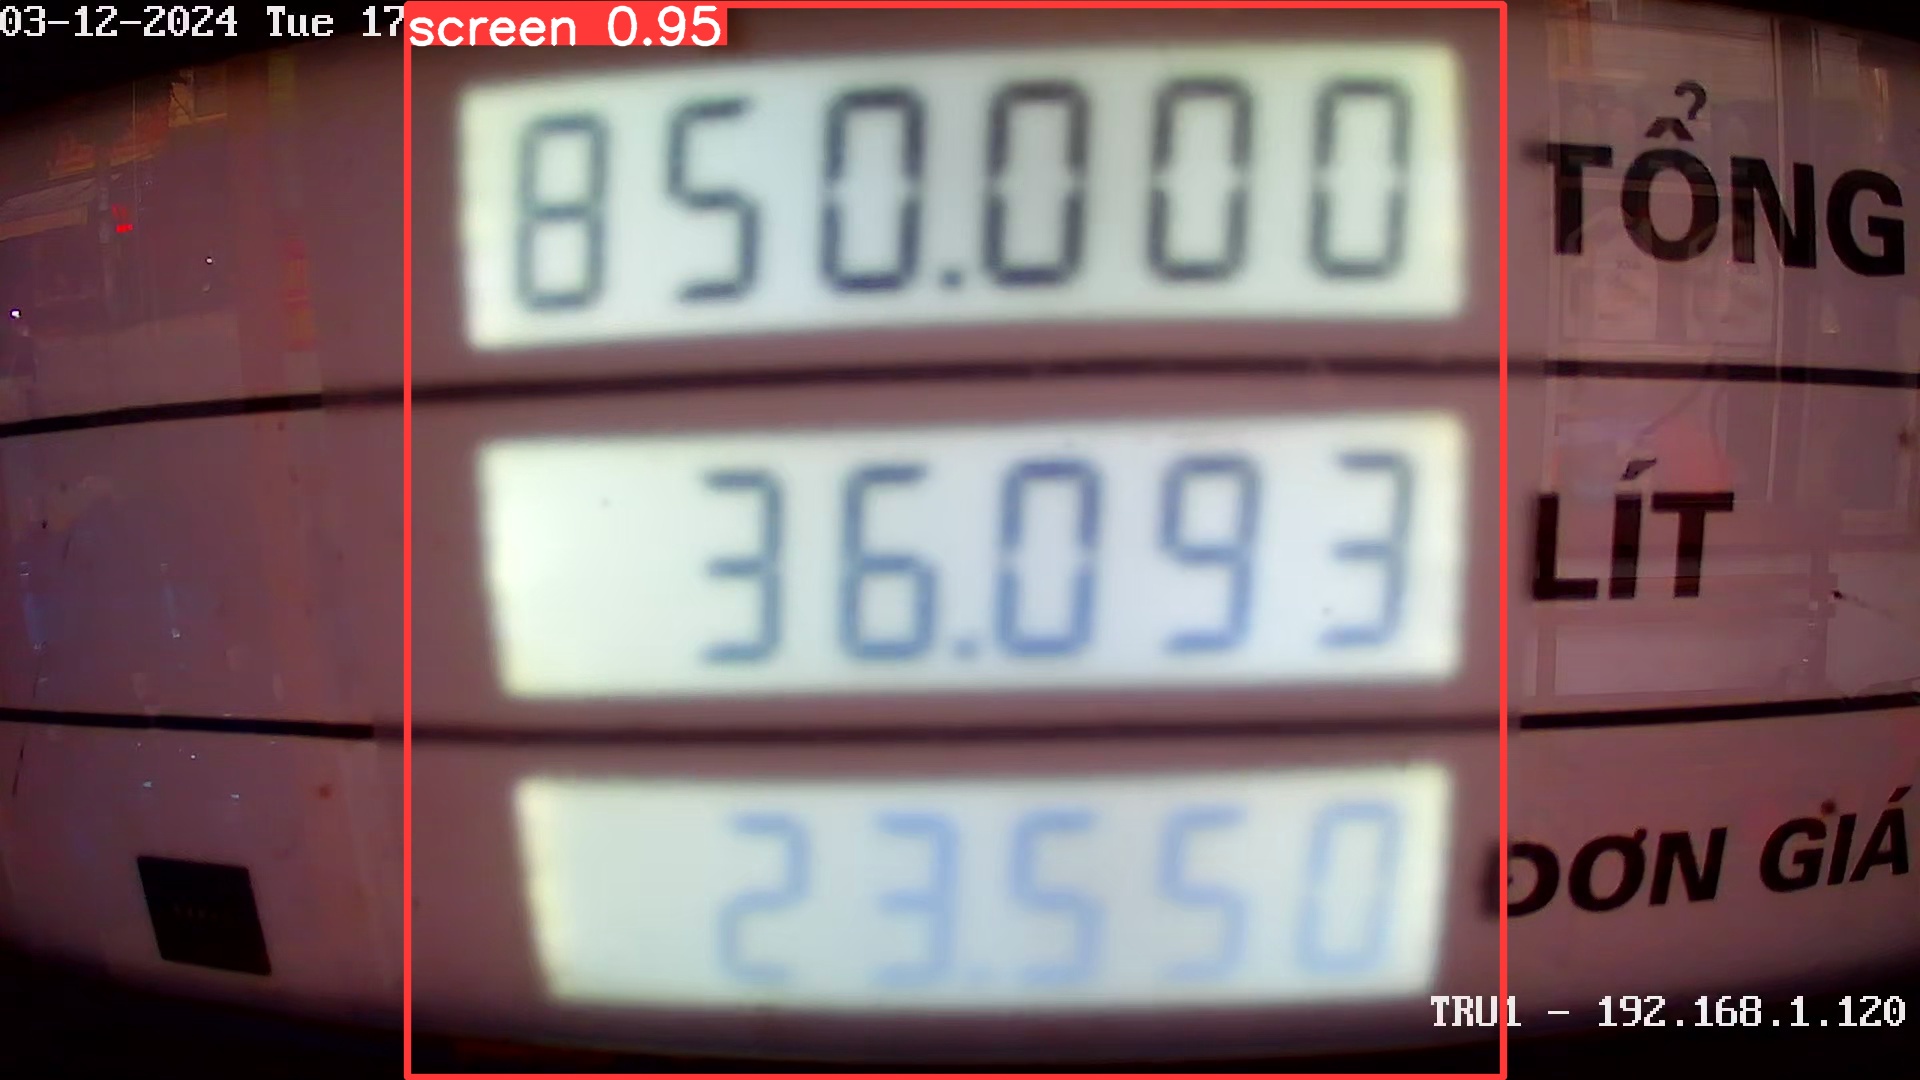 03-12-2024 Tue 17
screen 0.95
850.000
TỔNG
36.093
LÍT
23.550
ĐƠN GIÁ
TRU1 - 192.168.1.120